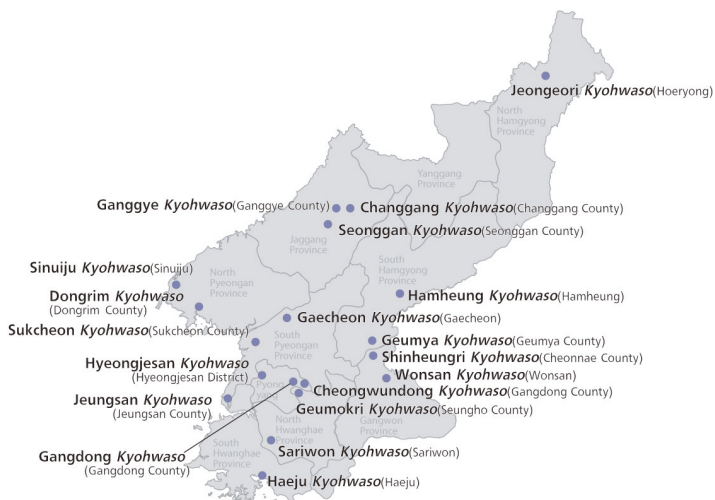 Jeongeori Kyohwaso(Hoeryong)
North
Hamgyong
Province
Yanggang
Province
Ganggye Kyohwaso(Ganggye County)
Changgang Kyohwaso(Changgang County)
Seonggan Kyohwaso(Seonggan County)
Jaggang
Province
South
Hamgyong
Province
Sinuiju Kyohwaso(Sinuiju)
North
Pyeongan
Province
Dongrim Kyohwaso
(Dongrim County)
Hamheung Kyohwaso(Hamheung)
Gaecheon Kyohwaso(Gaecheon)
Sukcheon Kyohwaso(Sukcheon County)
South
Pyeongan
Province
Geumya Kyohwaso(Geumya County)
Shinheungri Kyohwaso(Cheonnae County)
Hyeongjesan Kyohwaso
(Hyeongjesan District)
Wonsan Kyohwaso(Wonsan)
Pyong
yang
Cheongwundong Kyohwaso(Gangdong County)
Jeungsan Kyohwaso
(Jeungsan County)
Geumokri Kyohwaso(Seungho County)
North
Hwanghae
Province
Gangwon
Province
South
Hwanghae
Province
Gangdong Kyohwaso
(Gangdong County)
Sariwon Kyohwaso(Sariwon)
Haeju Kyohwaso(Haeju)